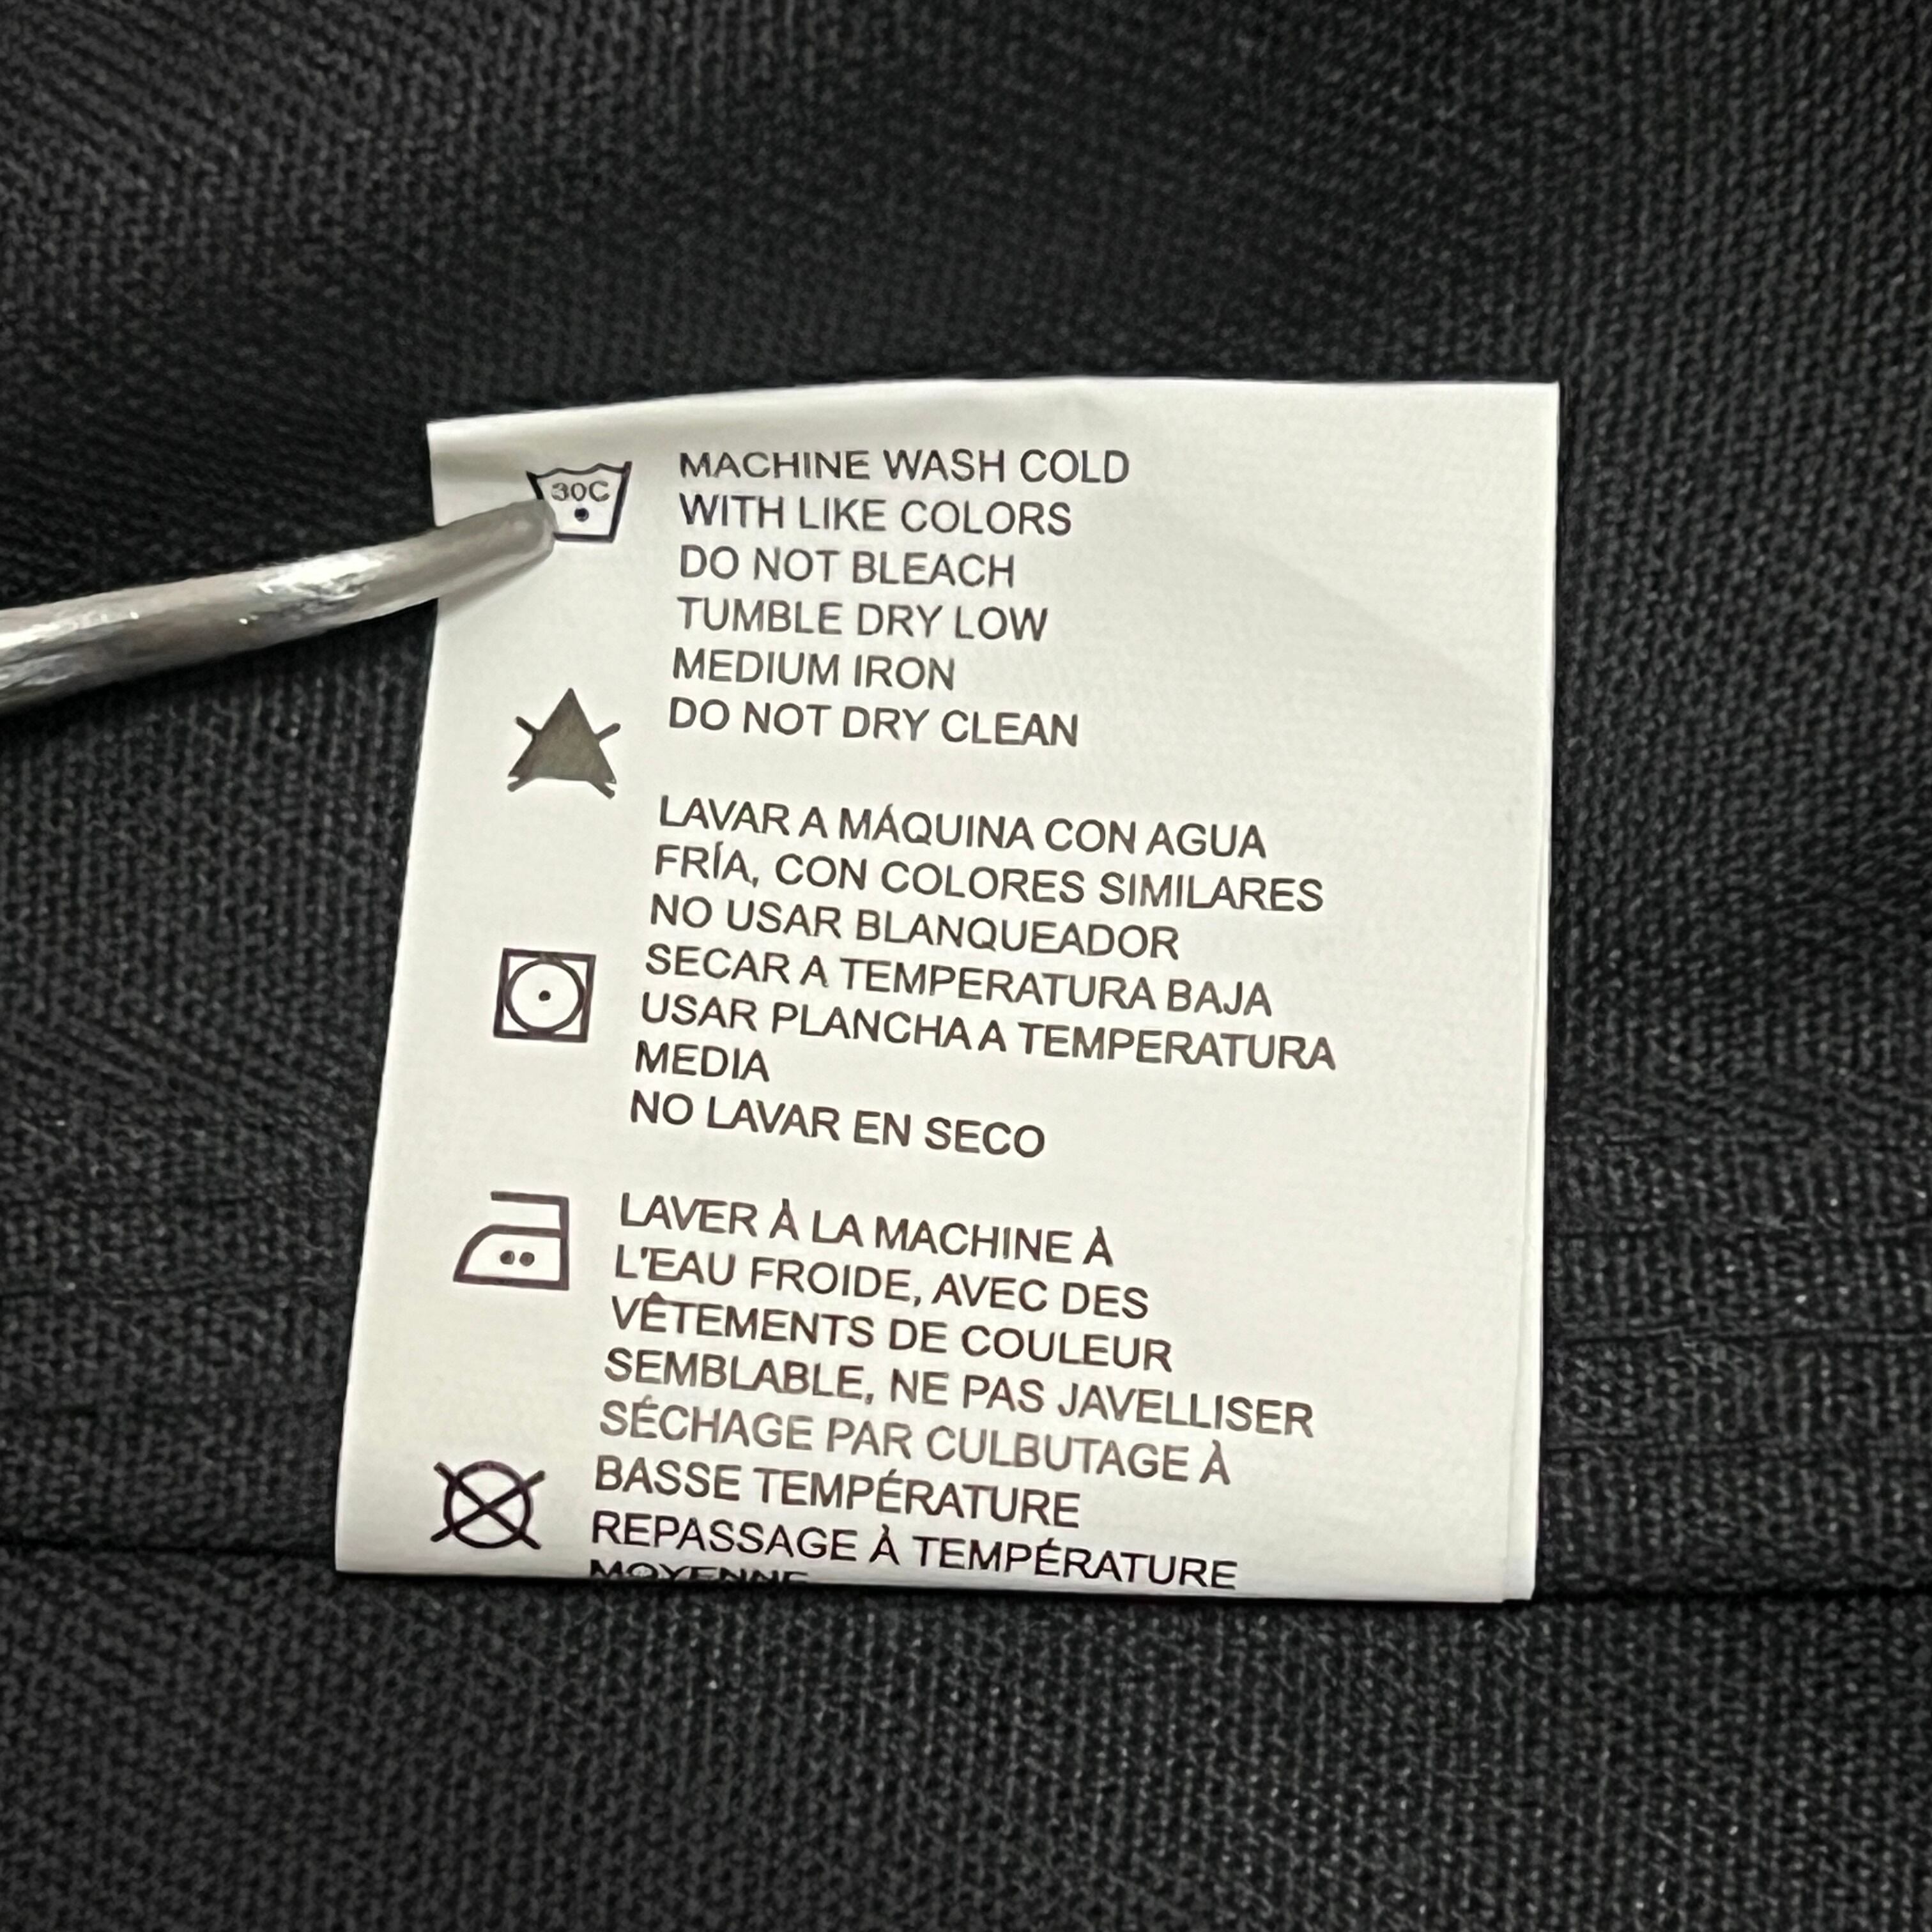 30C
MACHINE WASH COLD
WITH LIKE COLORS
DO NOT BLEACH
TUMBLE DRY LOW
MEDIUM IRON
DO NOT DRY CLEAN
LAVAR A MÁQUINA CON AGUA
FRÍA, CON COLORES SIMILARES
NO USAR BLANQUEADOR
SECAR A TEMPERATURA BAJA
USAR PLANCHA A TEMPERATURA
MEDIA
NO LAVAR EN SECO
LAVER À LA MACHINE À
L'EAU FROIDE, AVEC DES
VÊTEMENTS DE COULEUR
SEMBLABLE, NE PAS JAVELLISER
SÉCHAGE PAR CULBUTAGE À
BASSE TEMPÉRATURE
REPASSAGE À TEMPÉRATURE
MOYENNE